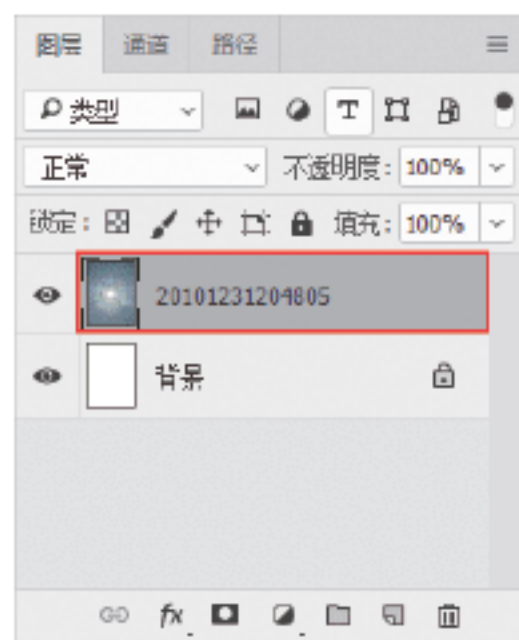 图层 通道 路径
类型 T
正常 不透明度: 100%
锁定: 填充: 100%
20101231204805
背景
fx